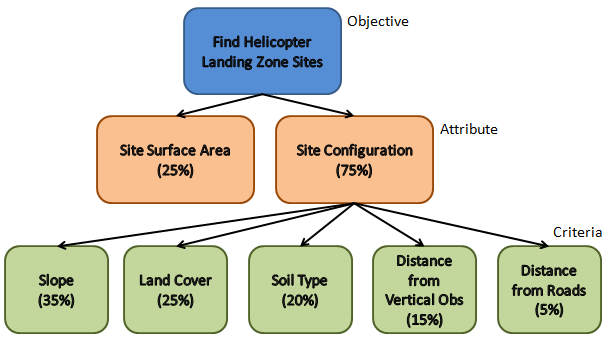 Objective
Find Helicopter
Landing Zone Sites
Attribute
Site Surface Area
(25%)
Site Configuration
(75%)
Criteria
Slope
(35%)
Land Cover
(25%)
Soil Type
(20%)
Distance
from
Vertical Obs
(15%)
Distance
from Roads
(5%)